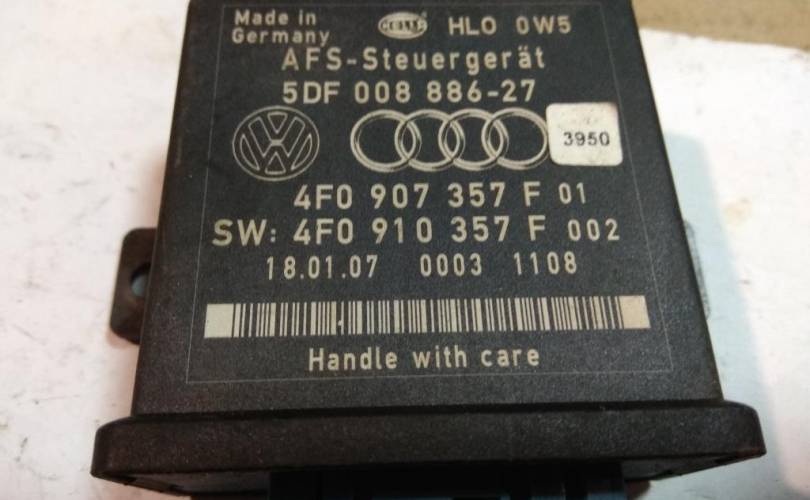 Made in
Germany
HELLA HLO 0W5
AFS-Steuergerät
5DF 008 886-27
3950
4F0 907 357 F 01
SW: 4F0 910 357 F 002
18.01.07 0003 1108
Handle with care